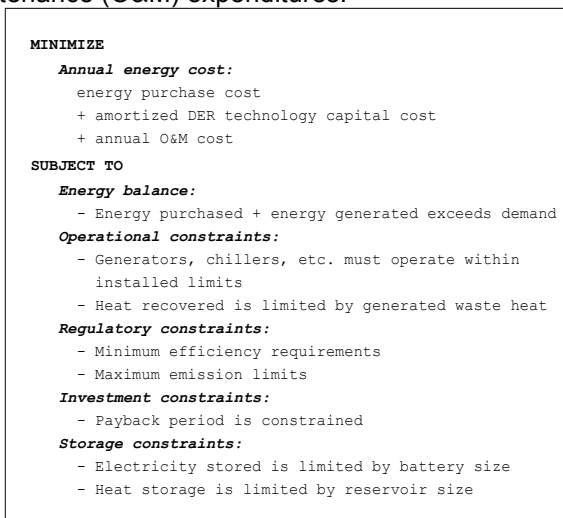 tenance (O&M) expenditures.
MINIMIZE
Annual energy cost:
energy purchase cost
+ amortized DER technology capital cost
+ annual O&M cost
SUBJECT TO
Energy balance:
- Energy purchased + energy generated exceeds demand
Operational constraints:
- Generators, chillers, etc. must operate within
installed limits
- Heat recovered is limited by generated waste heat
Regulatory constraints:
- Minimum efficiency requirements
- Maximum emission limits
Investment constraints:
- Payback period is constrained
Storage constraints:
- Electricity stored is limited by battery size
- Heat storage is limited by reservoir size